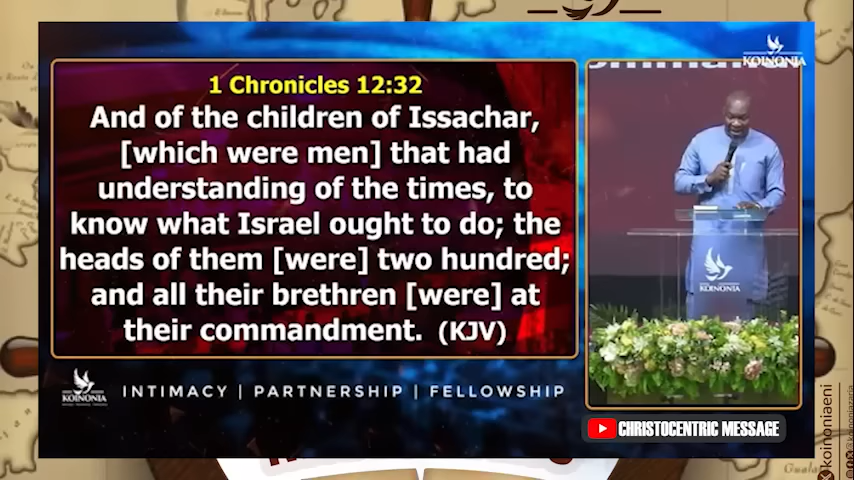 1 Chronicles 12:32
And of the children of Issachar,
[which were men] that had
understanding of the times, to
know what Israel ought to do; the
heads of them [were] two hundred;
and all their brethren [were] at
their commandment. (KJV)
KOINONIA
KOINONIA
KOINONIA
INTIMACY | PARTNERSHIP | FELLOWSHIP
CHRISTOCENTRIC MESSAGE
koinoniaeni
@koinoniazaria